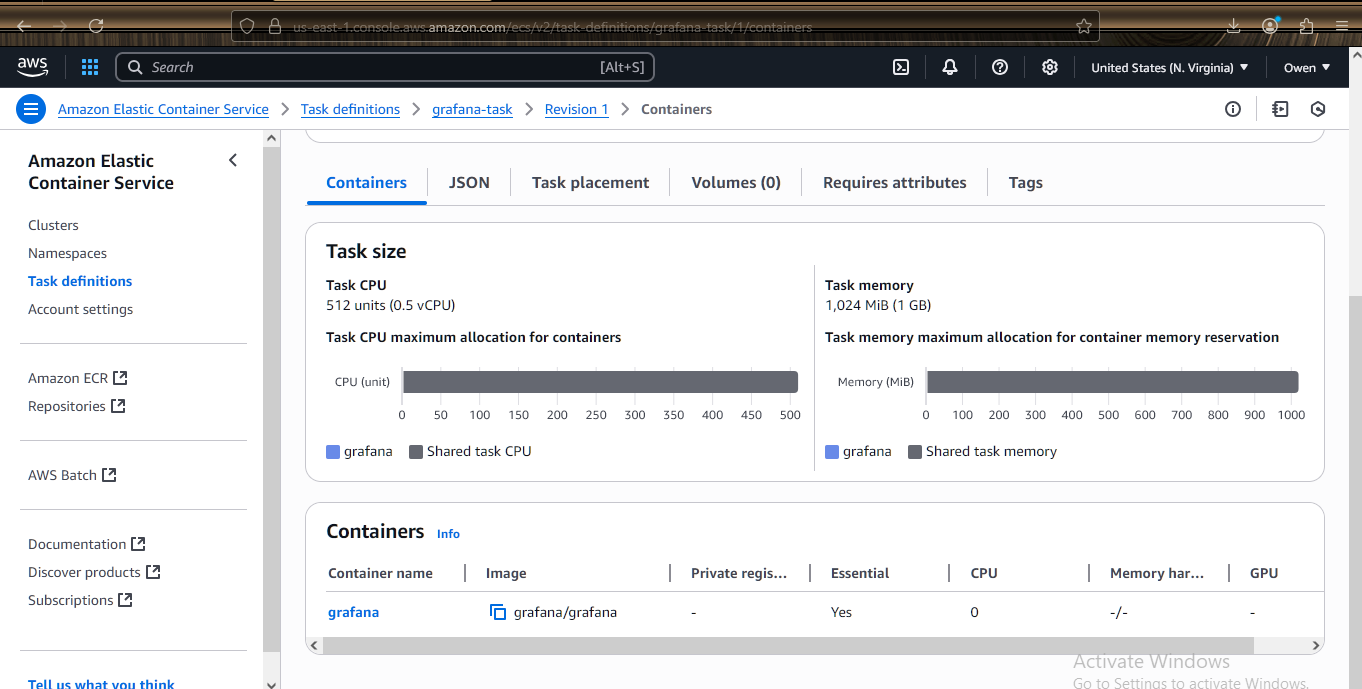 us-east-1.console.aws.amazon.com/ecs/v2/task-definitions/grafana-task/1/containers
aws
Search [Alt+S]
United States (N. Virginia) ▼ Owen ▼
Amazon Elastic Container Service > Task definitions > grafana-task > Revision 1 > Containers
Amazon Elastic
Container Service
Clusters
Namespaces
Task definitions
Account settings
Amazon ECR
Repositories
AWS Batch
Documentation
Discover products
Subscriptions
Tell us what you think
Containers JSON Task placement Volumes (0) Requires attributes Tags
Task size
Task CPU
512 units (0.5 vCPU)
Task CPU maximum allocation for containers
CPU (unit)
0 50 100 150 200 250 300 350 400 450 500
grafana Shared task CPU
Task memory
1,024 MiB (1 GB)
Task memory maximum allocation for container memory reservation
Memory (MiB)
0 100 200 300 400 500 600 700 800 900 1000
grafana Shared task memory
Containers Info
Container name Image Private regis... Essential CPU Memory har... GPU
grafana grafana/grafana - Yes 0 -/- -
Activate Windows
Go to Settings to activate Windows.